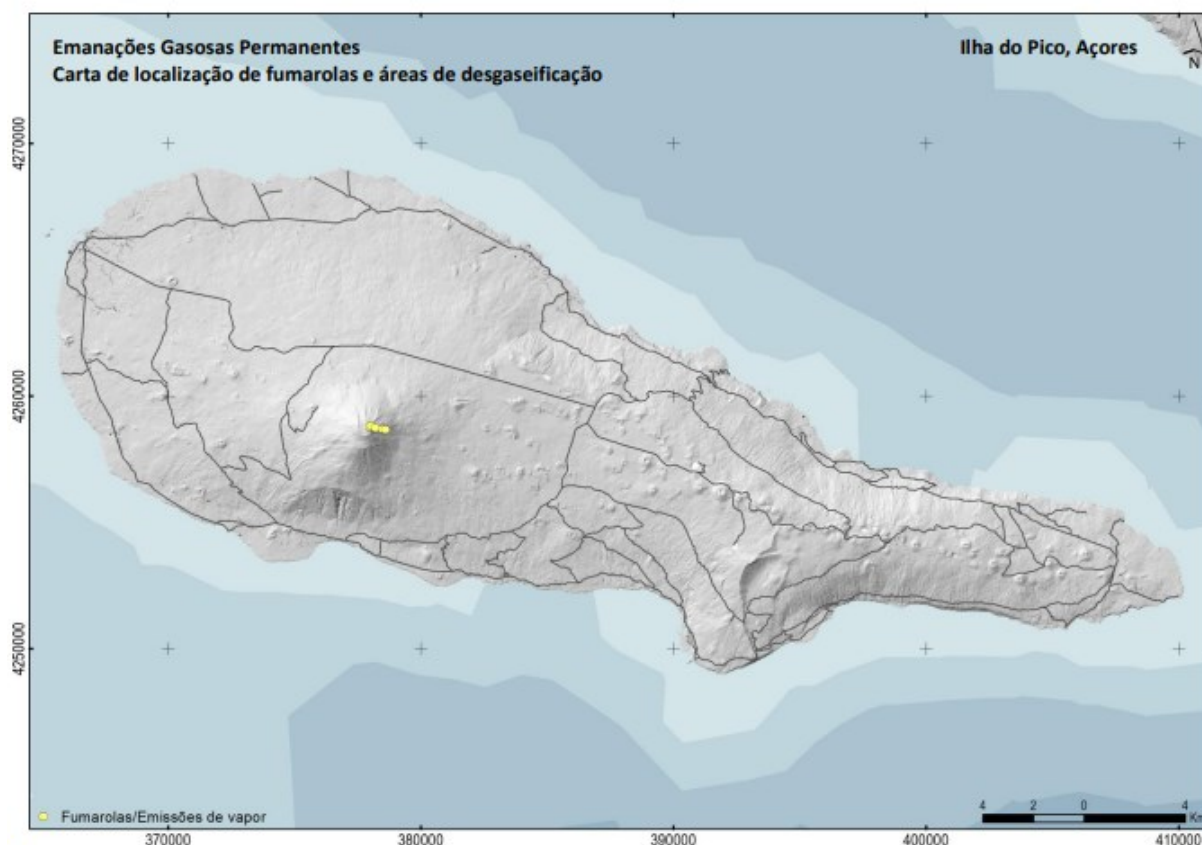 Emanações Gasosas Permanentes
Carta de localização de fumarolas e áreas de desgaseificação
Ilha do Pico, Açores
N
4270000
4260000
4250000
Fumarolas/Emissões de vapor
4 2 0 4
Km
370000 380000 390000 400000 410000